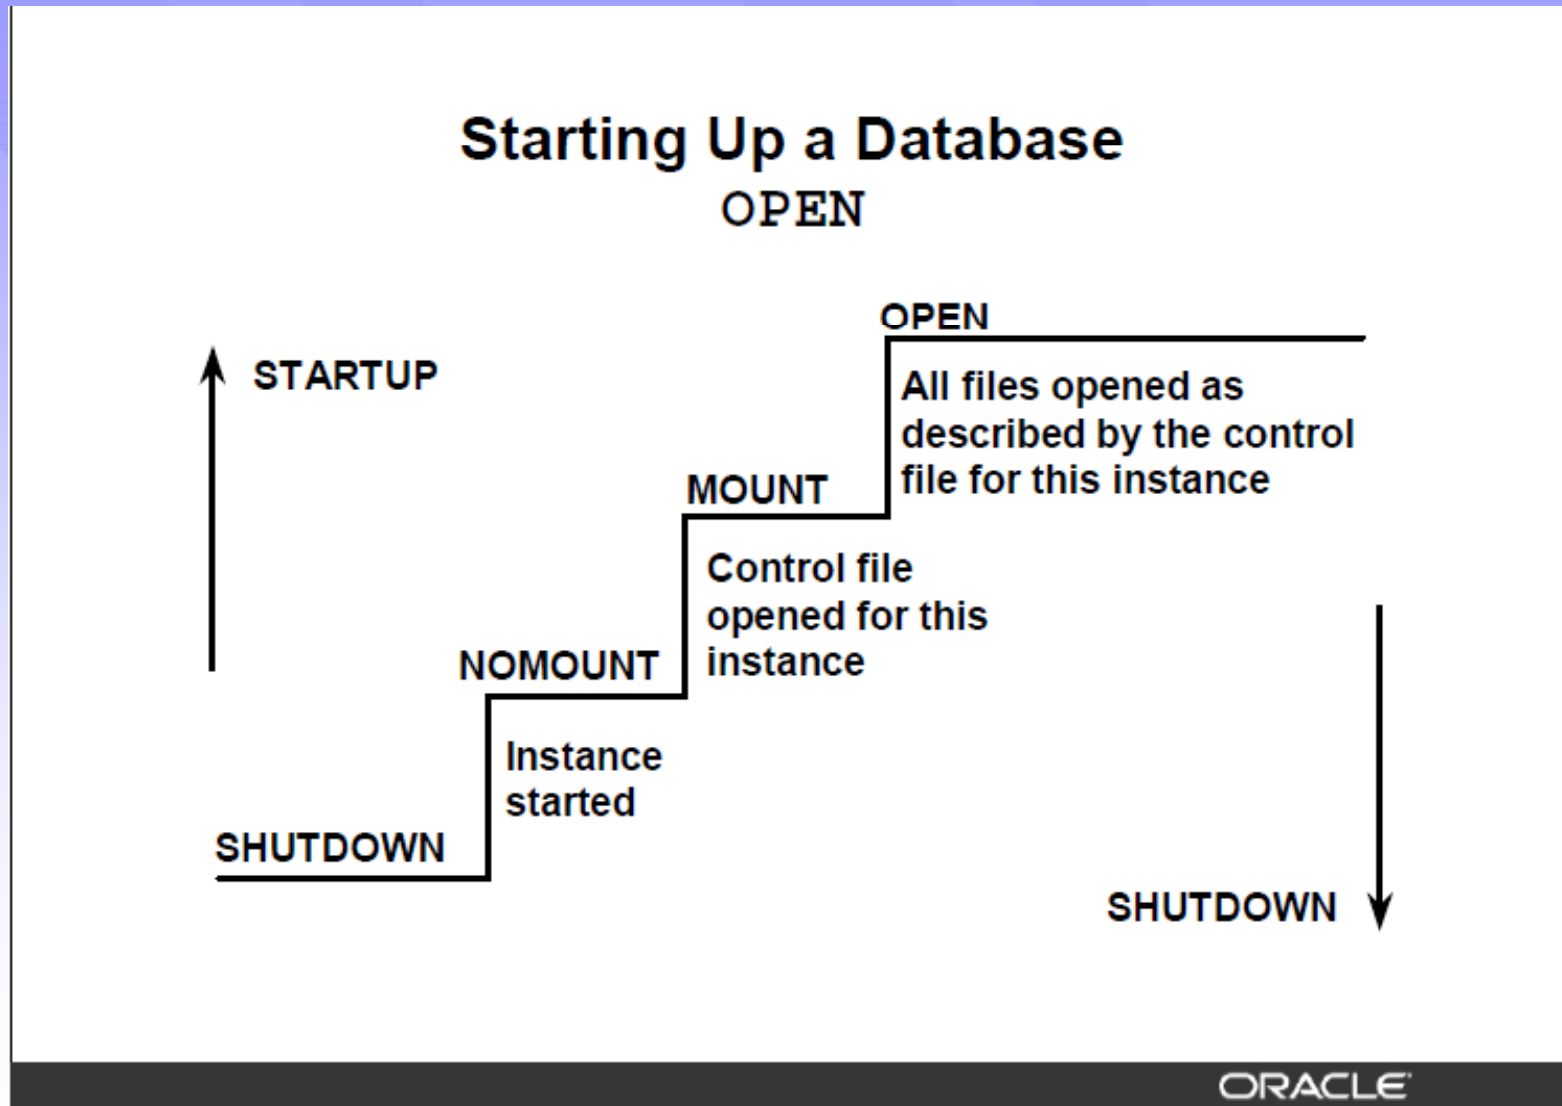 Starting Up a Database
OPEN
OPEN
STARTUP
All files opened as
described by the control
file for this instance
MOUNT
Control file
opened for this
instance
NOMOUNT
Instance
started
SHUTDOWN
SHUTDOWN
ORACLE